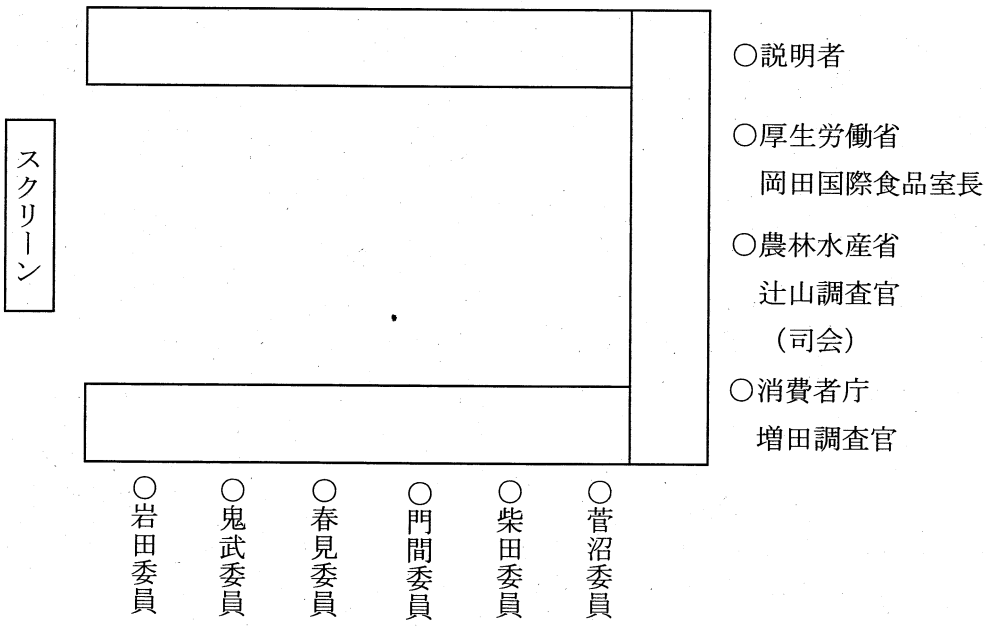 スクリーン
○説明者
○厚生労働省
岡田国際食品室長
○農林水産省
辻山調査官
（司会）
○消費者庁
増田調査官
○岩田委員
○鬼武委員
○春見委員
○門間委員
○柴田委員
○菅沼委員